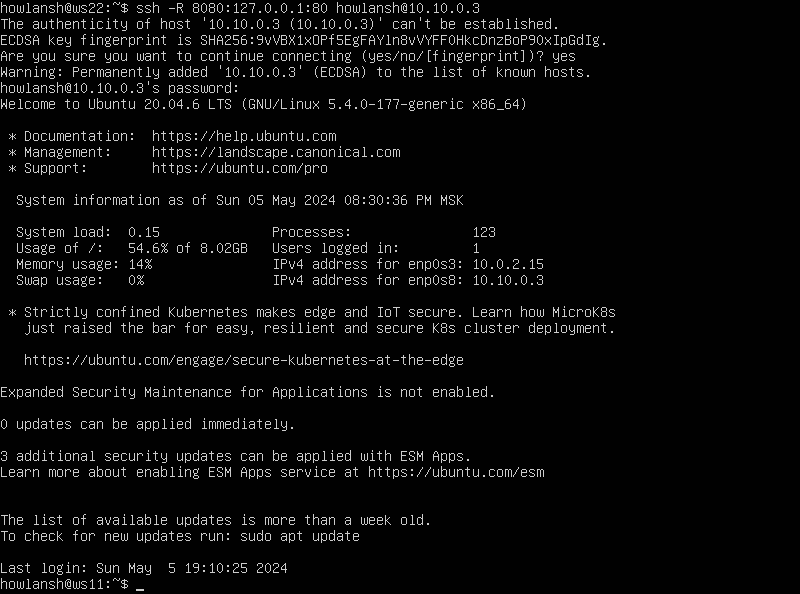 howlansh@ws22:~$ ssh -R 8080:127.0.0.1:80 howlansh@10.10.0.3
The authenticity of host '10.10.0.3 (10.10.0.3)' can't be established.
ECDSA key fingerprint is SHA256:9vVBX1xOPf5EgFAYln8vVYFF0HkcDnzBoP90xIpGdIg.
Are you sure you want to continue connecting (yes/no/[fingerprint])? yes
Warning: Permanently added '10.10.0.3' (ECDSA) to the list of known hosts.
howlansh@10.10.0.3's password:
Welcome to Ubuntu 20.04.6 LTS (GNU/Linux 5.4.0-177-generic x86_64)

 * Documentation:  https://help.ubuntu.com
 * Management:     https://landscape.canonical.com
 * Support:        https://ubuntu.com/pro

  System information as of Sun 05 May 2024 08:30:36 PM MSK

  System load:  0.15              Processes:               123
  Usage of /:   54.6% of 8.02GB   Users logged in:         1
  Memory usage: 14%               IPv4 address for enp0s3: 10.0.2.15
  Swap usage:   0%                IPv4 address for enp0s8: 10.10.0.3

 * Strictly confined Kubernetes makes edge and IoT secure. Learn how MicroK8s
   just raised the bar for easy, resilient and secure K8s cluster deployment.

   https://ubuntu.com/engage/secure-kubernetes-at-the-edge

Expanded Security Maintenance for Applications is not enabled.

0 updates can be applied immediately.

3 additional security updates can be applied with ESM Apps.
Learn more about enabling ESM Apps service at https://ubuntu.com/esm


The list of available updates is more than a week old.
To check for new updates run: sudo apt update

Last login: Sun May  5 19:10:25 2024
howlansh@ws11:~$ _